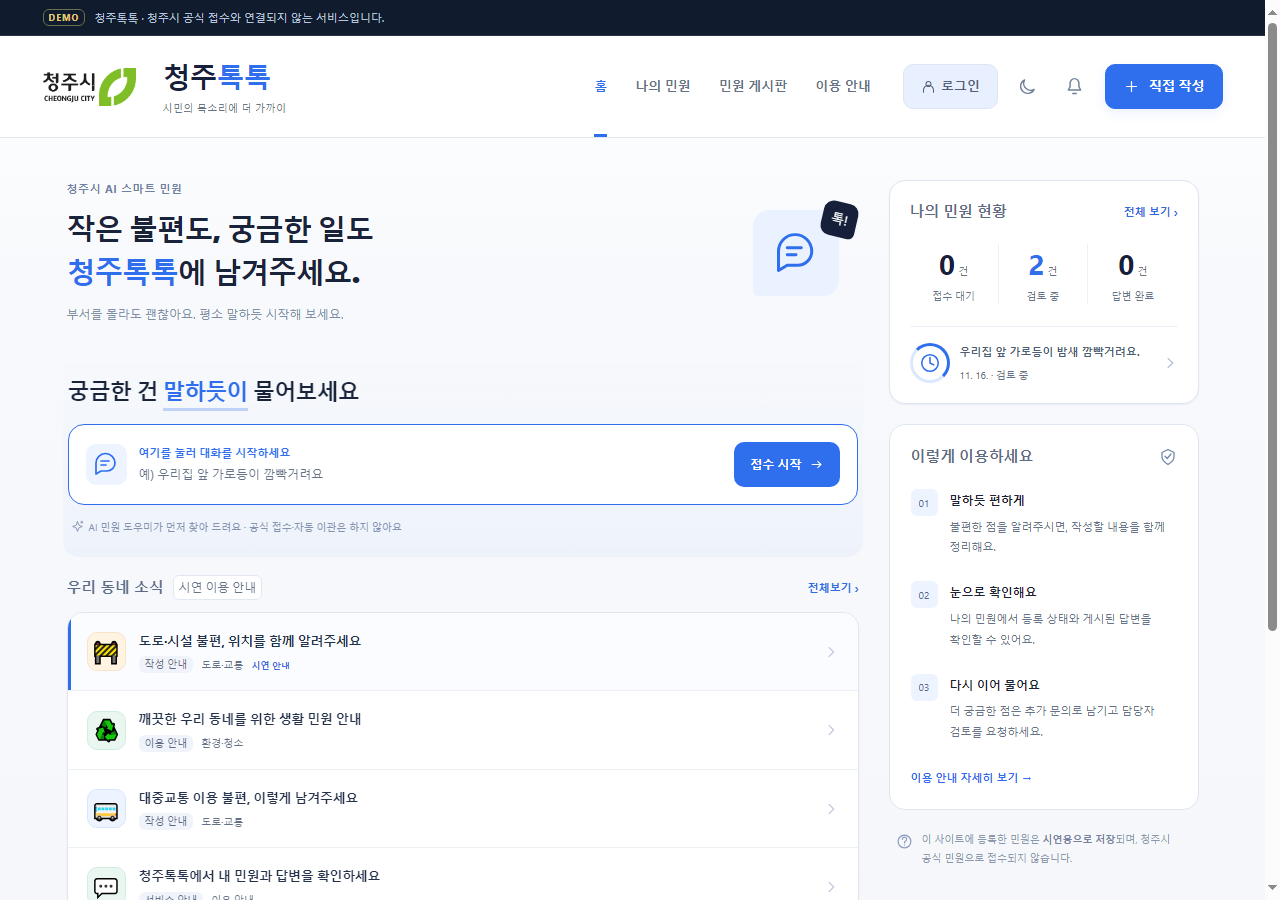 DEMO 청주톡톡 · 청주시 공식 접수와 연결되지 않는 서비스입니다.
청주시
CHEONGJU CITY
청주톡톡
시민의 목소리에 더 가까이
홈 나의 민원 민원 게시판 이용 안내 로그인 직접 작성
청주시 AI 스마트 민원
작은 불편도, 궁금한 일도
청주톡톡에 남겨주세요.
부서를 몰라도 괜찮아요. 평소 말하듯 시작해 보세요.
톡!
궁금한 건 말하듯이 물어보세요
여기를 눌러 대화를 시작하세요
예) 우리집 앞 가로등이 깜빡거려요
접수 시작 →
AI 민원 도우미가 먼저 찾아 드려요 · 공식 접수·자동 이관은 하지 않아요
우리 동네 소식 시연 이용 안내 전체보기 ›
도로·시설 불편, 위치를 함께 알려주세요
작성 안내 도로·교통 시연 안내
깨끗한 우리 동네를 위한 생활 민원 안내
이용 안내 환경·청소
대중교통 이용 불편, 이렇게 남겨주세요
작성 안내 도로·교통
청주톡톡에서 내 민원과 답변을 확인하세요
서비스 안내 이용 안내
나의 민원 현황 전체 보기 ›
0 건 2 건 0 건
접수 대기 검토 중 답변 완료
우리집 앞 가로등이 밤새 깜빡거려요.
11. 16. · 검토 중
이렇게 이용하세요
01 말하듯 편하게
불편한 점을 알려주시면, 작성할 내용을 함께
정리해요.
02 눈으로 확인해요
나의 민원에서 등록 상태와 게시된 답변을
확인할 수 있어요.
03 다시 이어 물어요
더 궁금한 점은 추가 문의로 남기고 담당자
검토를 요청하세요.
이용 안내 자세히 보기 →
이 사이트에 등록한 민원은 시연용으로 저장되며, 청주시
공식 민원으로 접수되지 않습니다.